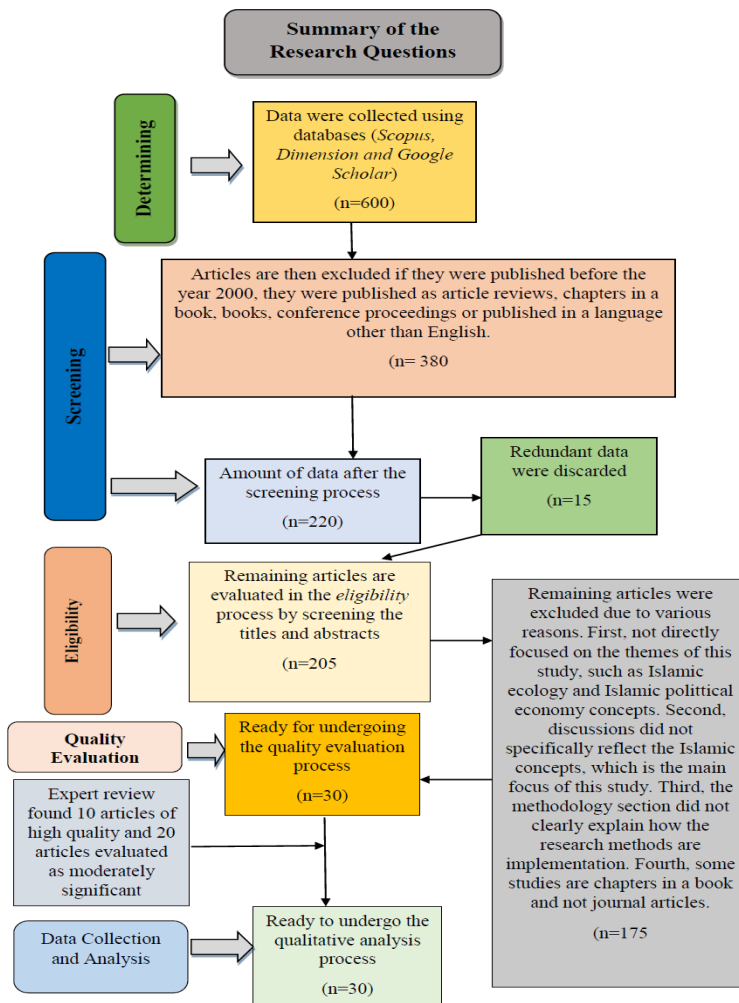 Summary of the
Research Questions
Determining
Data were collected using
databases (Scopus,
Dimension and Google
Scholar)
(n=600)
Screening
Articles are then excluded if they were published before the
year 2000, they were published as article reviews, chapters in a
book, books, conference proceedings or published in a language
other than English.
(n= 380
Amount of data after the
screening process
(n=220)
Redundant data
were discarded
(n=15
Eligibility
Remaining articles are
evaluated in the eligibility
process by screening the
titles and abstracts
(n=205
Remaining articles were
excluded due to various
reasons. First, not directly
focused on the themes of this
study, such as Islamic
ecology and Islamic polittical
economy concepts. Second,
discussions did not
specifically reflect the Islamic
concepts, which is the main
focus of this study. Third, the
methodology section did not
clearly explain how the
research methods are
implementation. Fourth, some
studies are chapters in a book
and not journal articles.
(n=175
Quality
Evaluation
Ready for undergoing
the quality evaluation
process
(n=30)
Expert review
found 10 articles of
high quality and 20
articles evaluated
as moderately
significant
Data Collection
and Analysis
Ready to undergo the
qualitative analysis
process
(n=30)